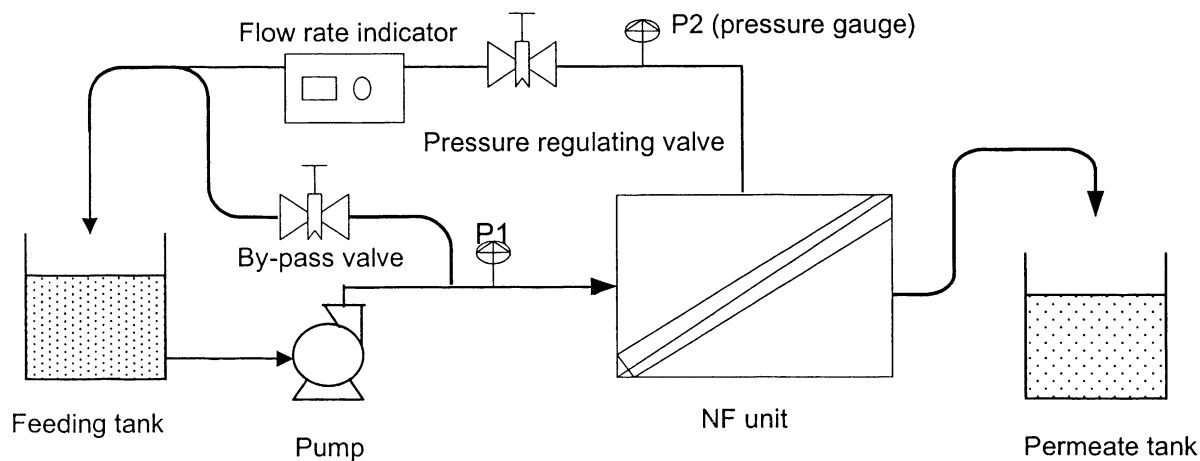 Flow rate indicator
P2 (pressure gauge)
Pressure regulating valve
P1
By-pass valve
Feeding tank
Pump
NF unit
Permeate tank